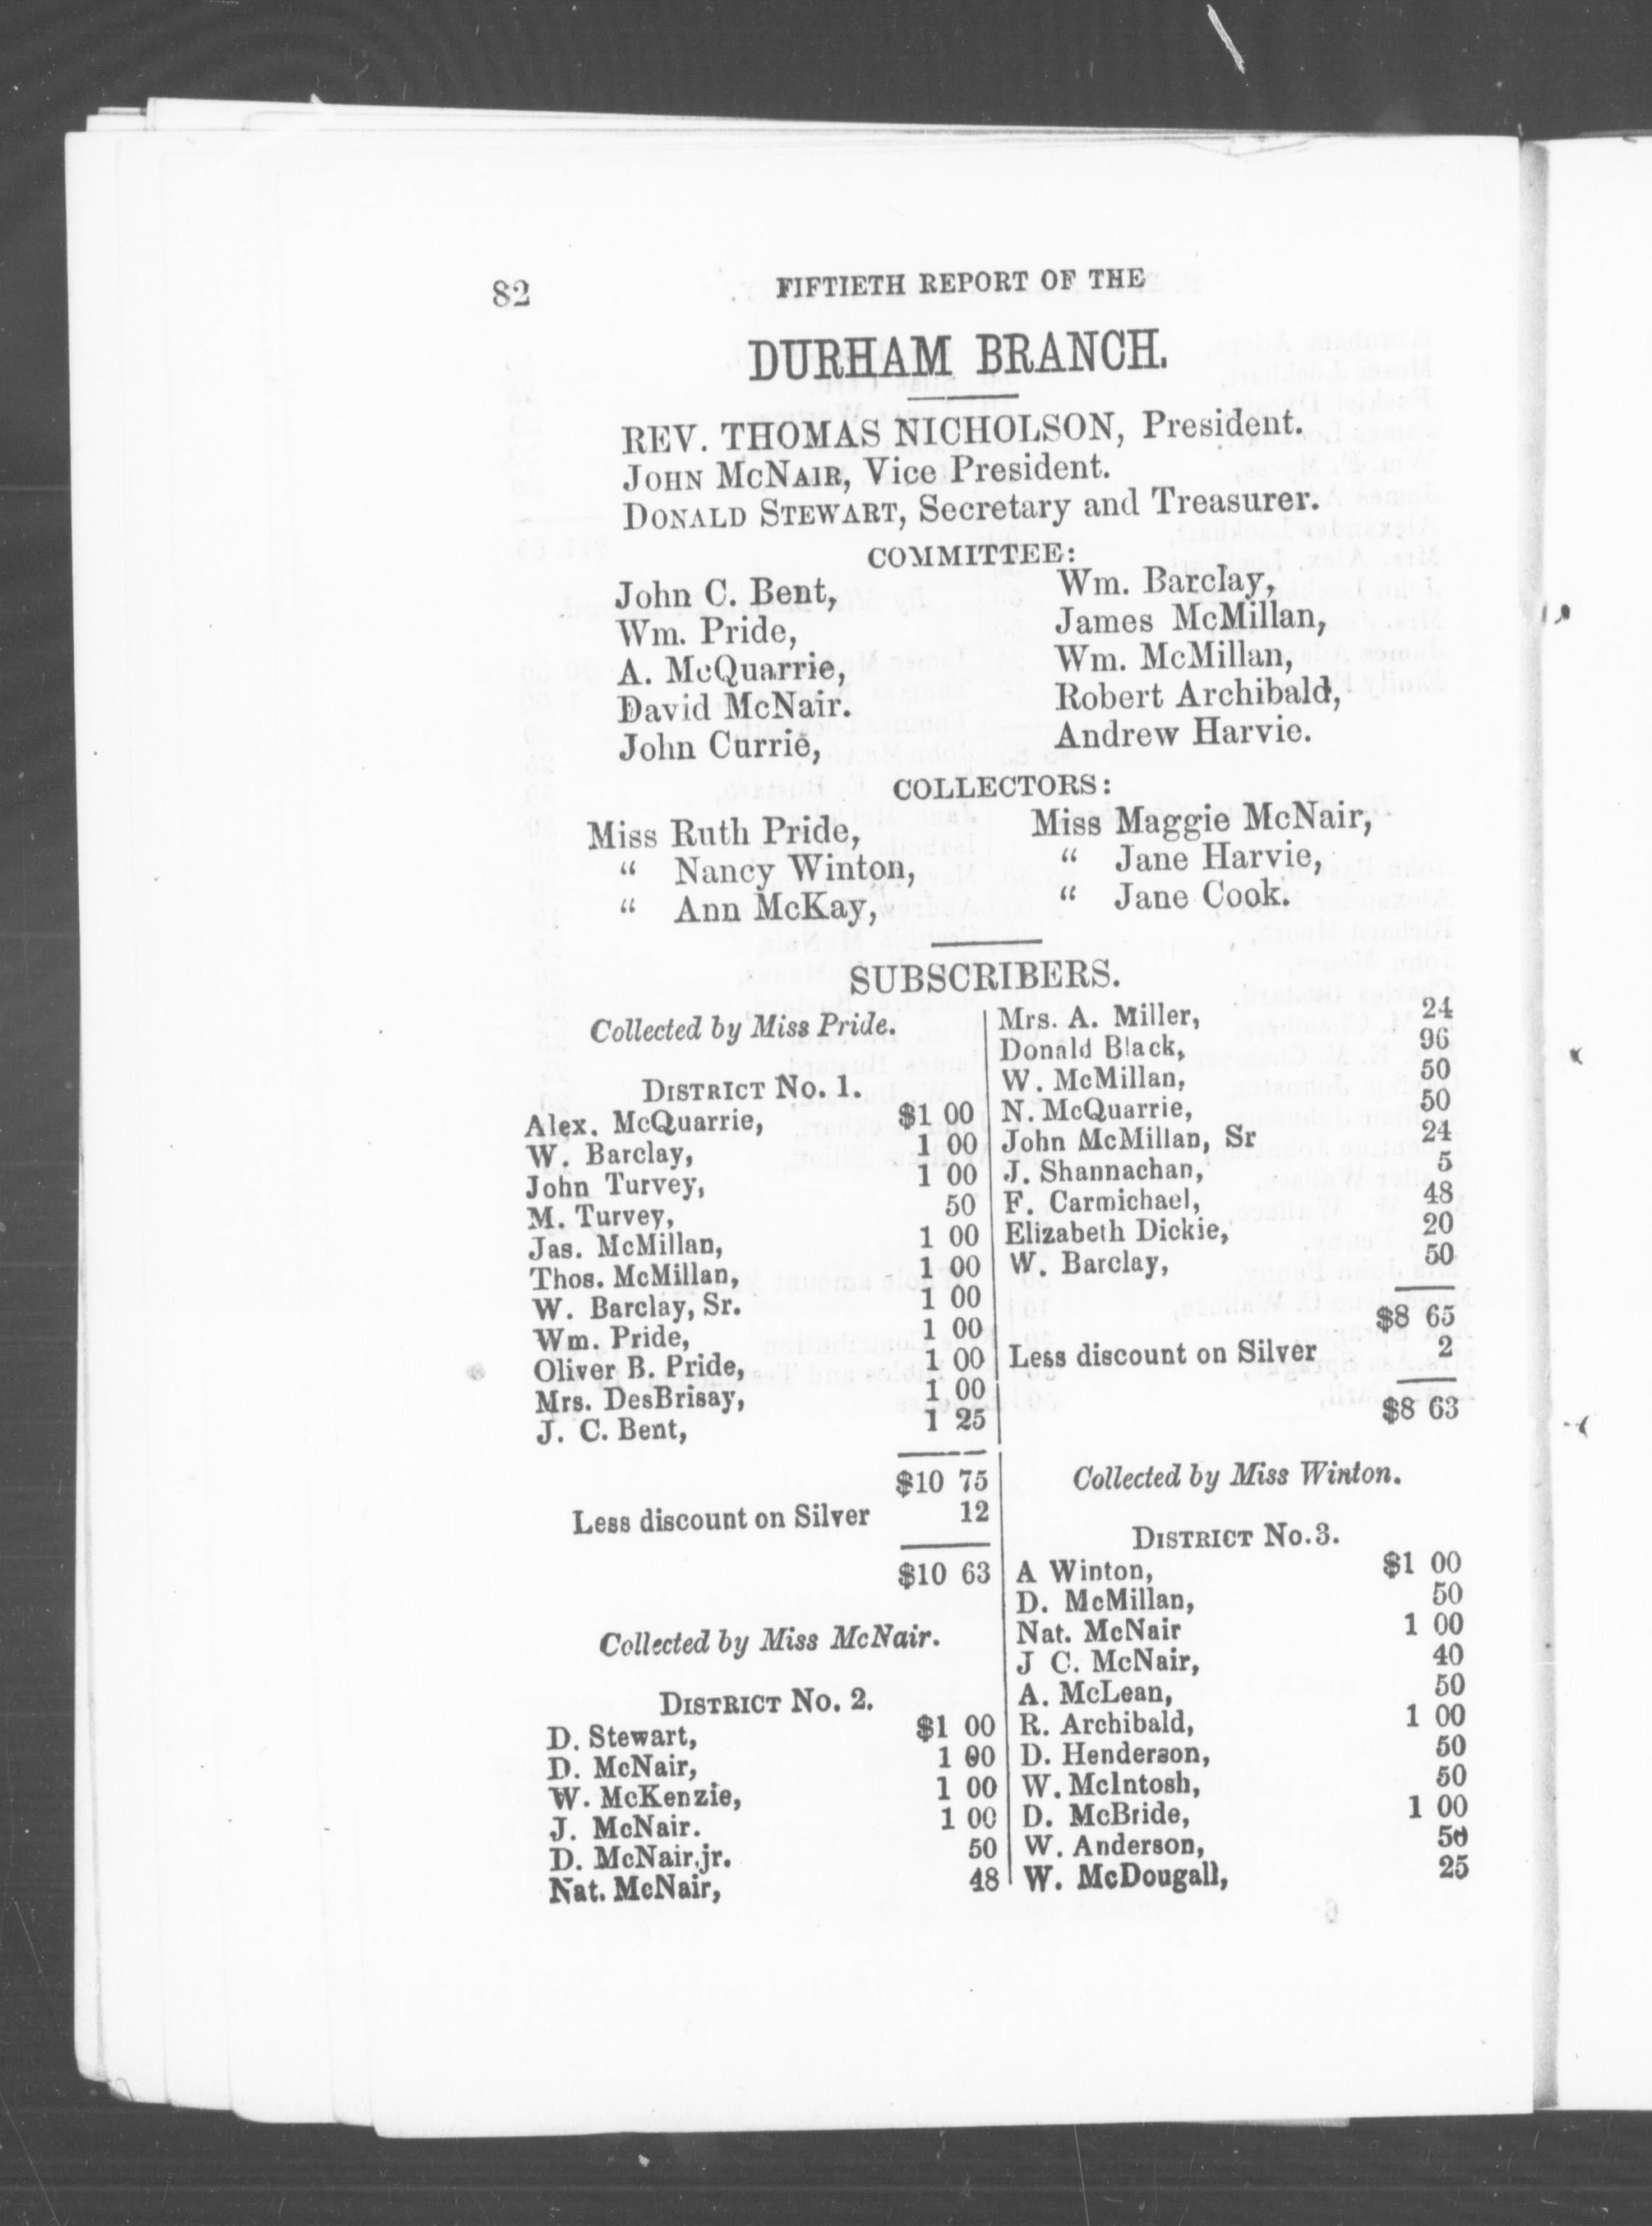 82
FIFTIETH REPORT OF THE
DURHAM BRANCH.
REV. THOMAS NICHOLSON, President.
JOHN MCNAIR, Vice President.
DONALD STEWART, Secretary and Treasurer.
COMMITTEE:
John C. Bent,
Wm. Pride,
A. McQuarrie,
David McNair.
John Currie,
Wm. Barclay,
James McMillan,
Wm. McMillan,
Robert Archibald,
Andrew Harvie.
COLLECTORS:
Miss Ruth Pride,
“ Nancy Winton,
“ Ann McKay,
Miss Maggie McNair,
“ Jane Harvie,
“ Jane Cook.
SUBSCRIBERS.
Collected by Miss Pride.
DISTRICT No. 1.
Alex. McQuarrie, $1 00
W. Barclay, 1 00
John Turvey, 1 00
M. Turvey, 50
Jas. McMillan, 1 00
Thos. McMillan, 1 00
W. Barclay, Sr. 1 00
Wm. Pride, 1 00
Oliver B. Pride, 1 00
Mrs. DesBrisay, 1 00
J. C. Bent, 1 25
$10 75
Less discount on Silver 12
$10 63
Collected by Miss McNair.
DISTRICT No. 2.
D. Stewart, $1 00
D. McNair, 1 00
W. McKenzie, 1 00
J. McNair. 1 00
D. McNair, jr. 50
Nat. McNair, 48
Mrs. A. Miller, 24
Donald Black, 96
W. McMillan, 50
N. McQuarrie, 50
John McMillan, Sr 24
J. Shannachan, 5
F. Carmichael, 48
Elizabeth Dickie, 20
W. Barclay, 50
$8 65
Less discount on Silver 2
$8 63
Collected by Miss Winton.
DISTRICT No. 3.
A Winton, $1 00
D. McMillan, 50
Nat. McNair 1 00
J C. McNair, 40
A. McLean, 50
R. Archibald, 1 00
D. Henderson, 50
W. McIntosh, 50
D. McBride, 1 00
W. Anderson, 50
W. McDougall, 25